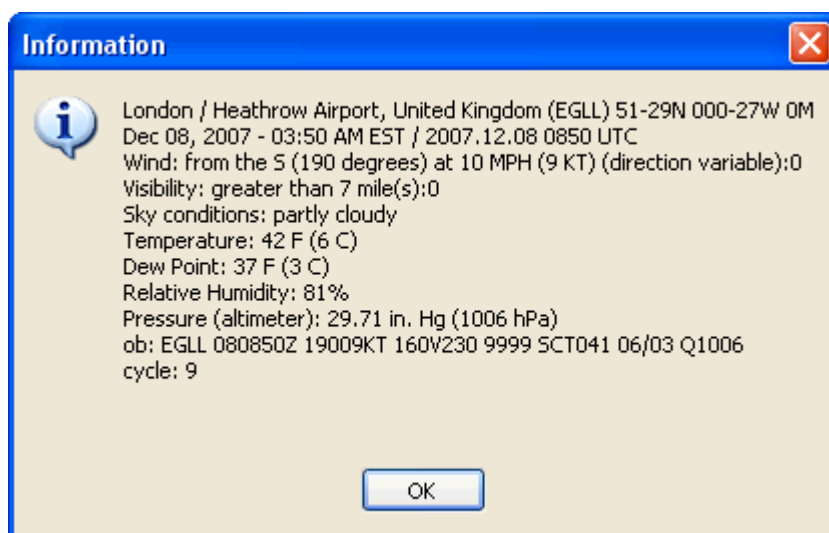 Information
London / Heathrow Airport, United Kingdom (EGLL) 51-29N 000-27W 0M
Dec 08, 2007 - 03:50 AM EST / 2007.12.08 0850 UTC
Wind: from the S (190 degrees) at 10 MPH (9 KT) (direction variable):0
Visibility: greater than 7 mile(s):0
Sky conditions: partly cloudy
Temperature: 42 F (6 C)
Dew Point: 37 F (3 C)
Relative Humidity: 81%
Pressure (altimeter): 29.71 in. Hg (1006 hPa)
ob: EGLL 080850Z 19009KT 160V230 9999 SCT041 06/03 Q1006
cycle: 9
OK